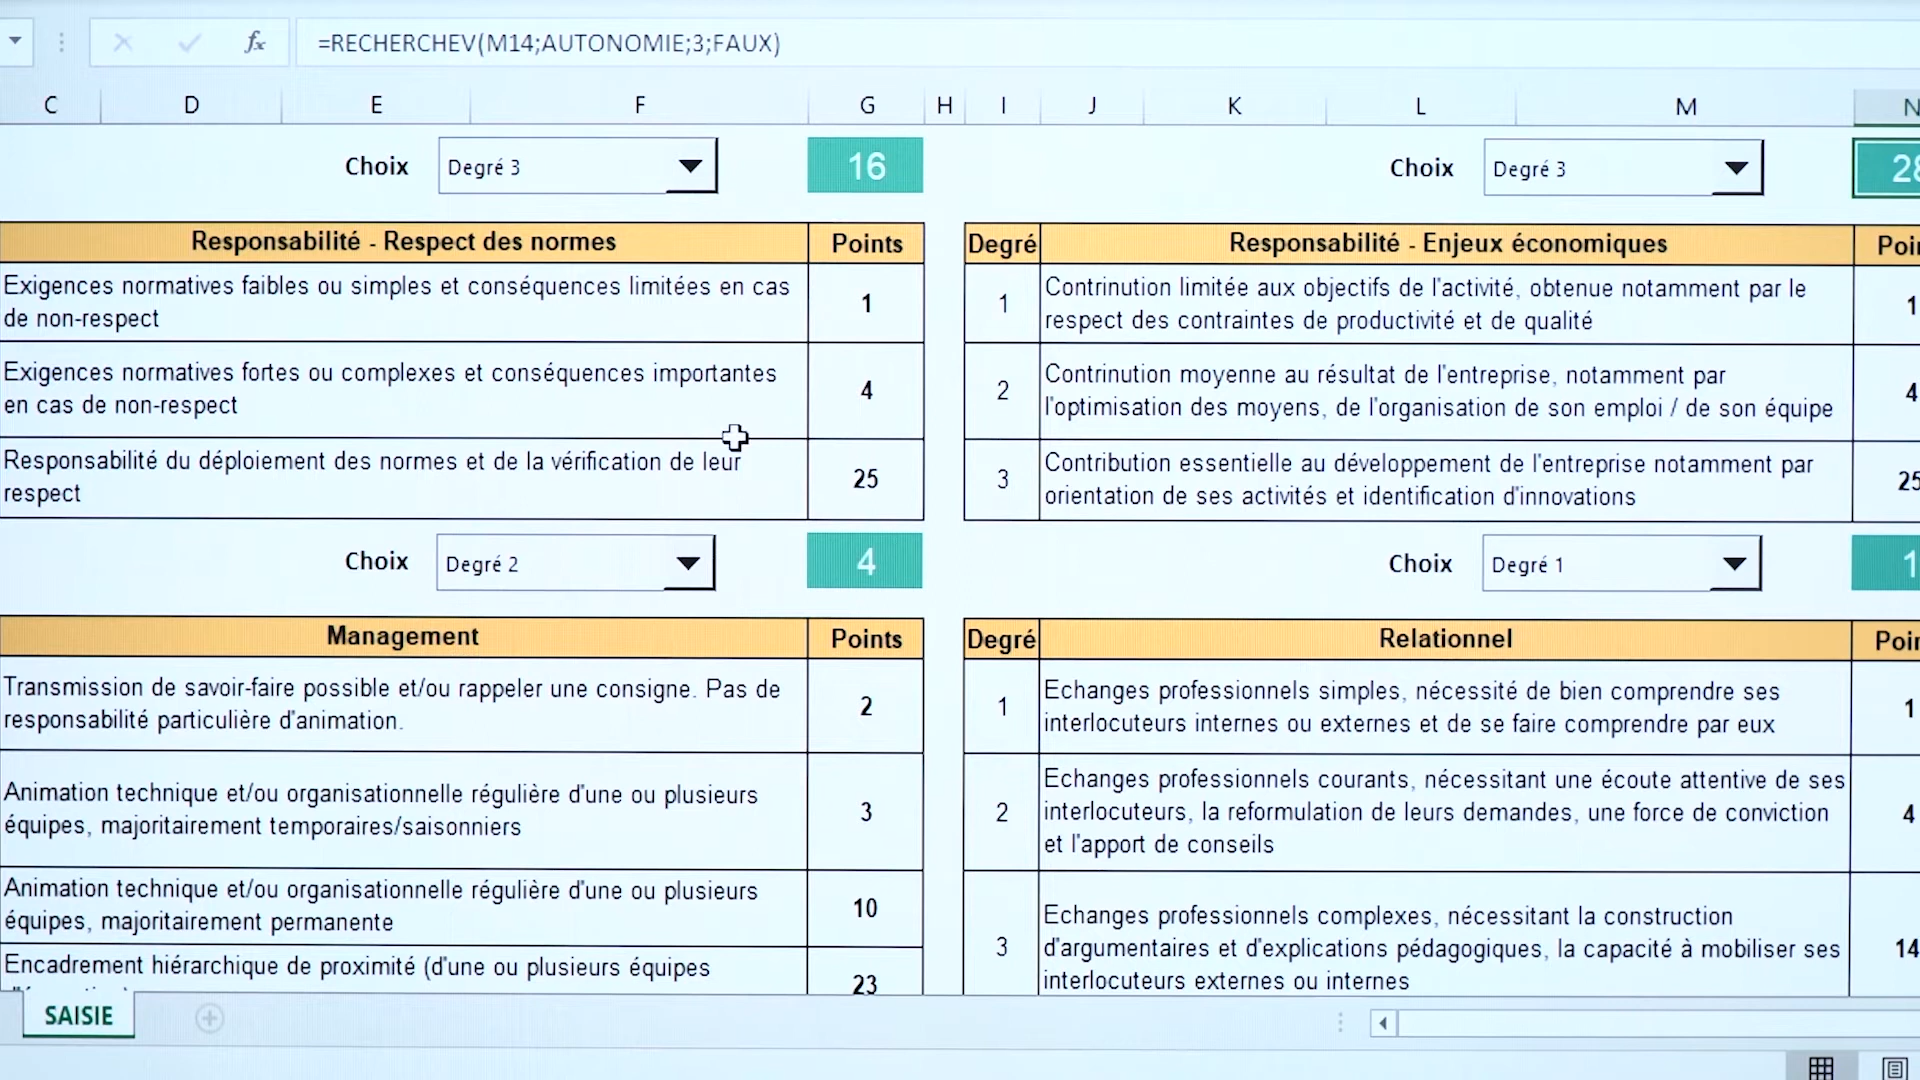 fx =RECHERCHEV(M14;AUTONOMIE;3;FAUX)
C D E F G H I J K L M N
Choix Degré 3 16 Choix Degré 3 28
Responsabilité - Respect des normes Points
Exigences normatives faibles ou simples et conséquences limitées en cas
de non-respect
1
Exigences normatives fortes ou complexes et conséquences importantes
en cas de non-respect
4
Responsabilité du déploiement des normes et de la vérification de leur
respect
25
Degré Responsabilité - Enjeux économiques Poin
1
Contrinution limitée aux objectifs de l'activité, obtenue notamment par le
respect des contraintes de productivité et de qualité
1
2
Contrinution moyenne au résultat de l'entreprise, notamment par
l'optimisation des moyens, de l'organisation de son emploi / de son équipe
4
3
Contribution essentielle au développement de l'entreprise notamment par
orientation de ses activités et identification d'innovations
25
Choix Degré 2 4 Choix Degré 1 1
Management Points
Transmission de savoir-faire possible et/ou rappeler une consigne. Pas de
responsabilité particulière d'animation.
2
Animation technique et/ou organisationnelle régulière d'une ou plusieurs
équipes, majoritairement temporaires/saisonniers
3
Animation technique et/ou organisationnelle régulière d'une ou plusieurs
équipes, majoritairement permanente
10
Encadrement hiérarchique de proximité (d'une ou plusieurs équipes
23
Degré Relationnel Poin
1
Echanges professionnels simples, nécessité de bien comprendre ses
interlocuteurs internes ou externes et de se faire comprendre par eux
1
2
Echanges professionnels courants, nécessitant une écoute attentive de ses
interlocuteurs, la reformulation de leurs demandes, une force de conviction
et l'apport de conseils
4
3
Echanges professionnels complexes, nécessitant la construction
d'argumentaires et d'explications pédagogiques, la capacité à mobiliser ses
interlocuteurs externes ou internes
14
SAISIE